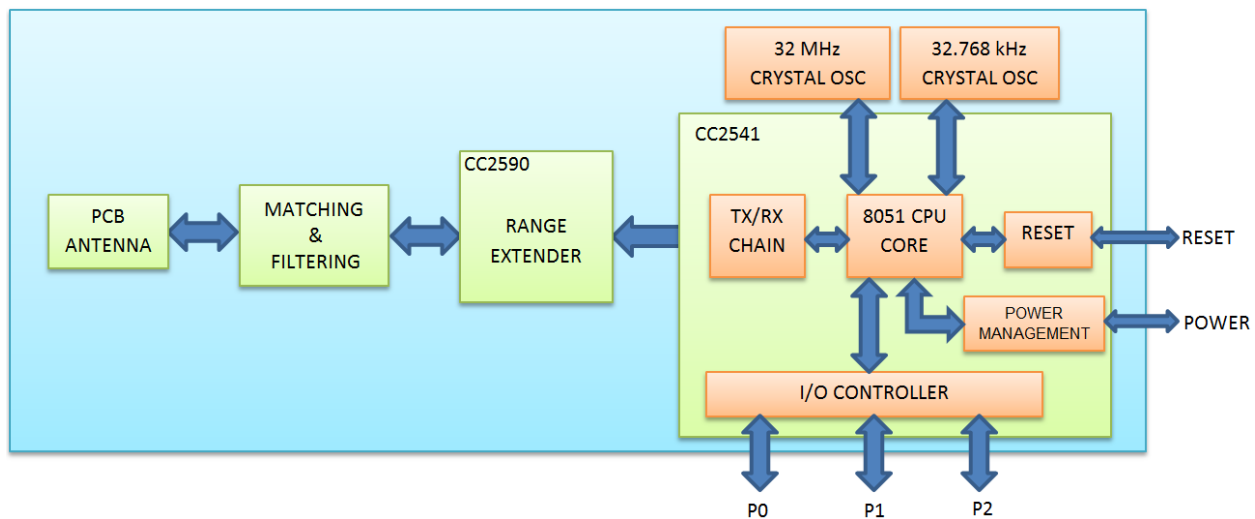 32 MHz
CRYSTAL OSC
32.768 kHz
CRYSTAL OSC
CC2541
CC2590
PCB
ANTENNA
MATCHING
&
FILTERING
RANGE
EXTENDER
TX/RX
CHAIN
8051 CPU
CORE
RESET
RESET
POWER
MANAGEMENT
POWER
I/O CONTROLLER
P0
P1
P2